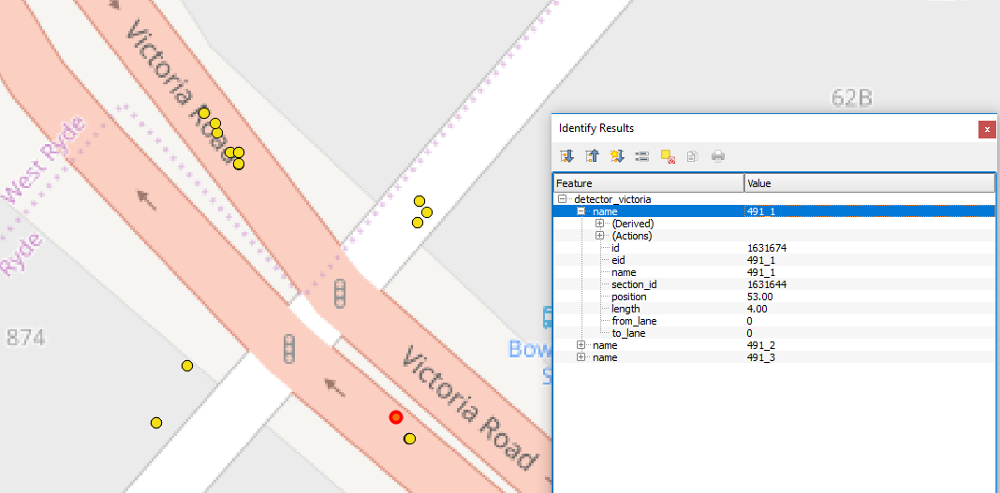 Victoria Road
West Ryde
Ryde
874
62B
Victoria Road
Bow
S
Identify Results
x
Feature Value
detector_victoria
name 491_1
(Derived)
(Actions)
id 1631674
eid 491_1
name 491_1
section_id 1631644
position 53.00
length 4.00
from_lane 0
to_lane 0
name 491_2
name 491_3